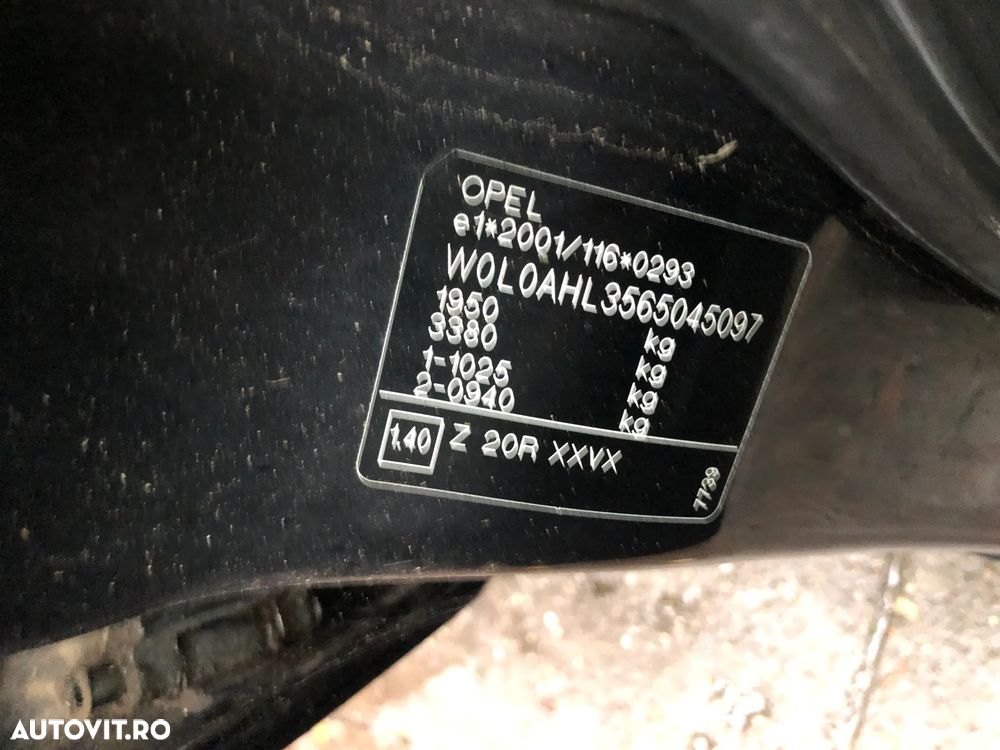 OPEL
e1*2001/116*0293
W0L0AHL3565045097
1950 kg
3380 kg
1-1025 kg
2-0940 kg
1.40 Z 20R XXVX
7739
AUTOVIT.RO